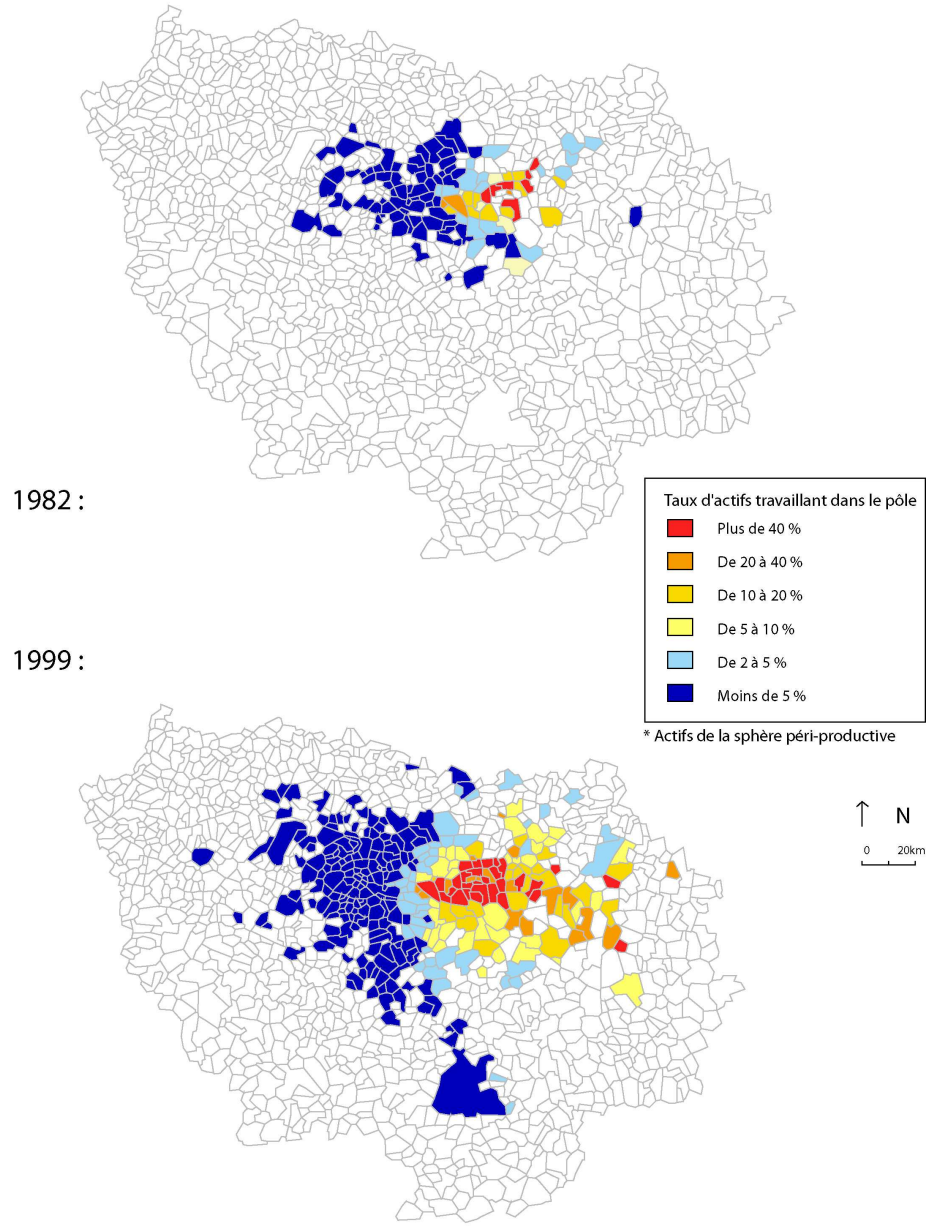 1982 :
Taux d'actifs travaillant dans le pôle
Plus de 40 %
De 20 à 40 %
De 10 à 20 %
De 5 à 10 %
De 2 à 5 %
Moins de 5 %
1999 :
* Actifs de la sphère péri-productive
N
0 20km